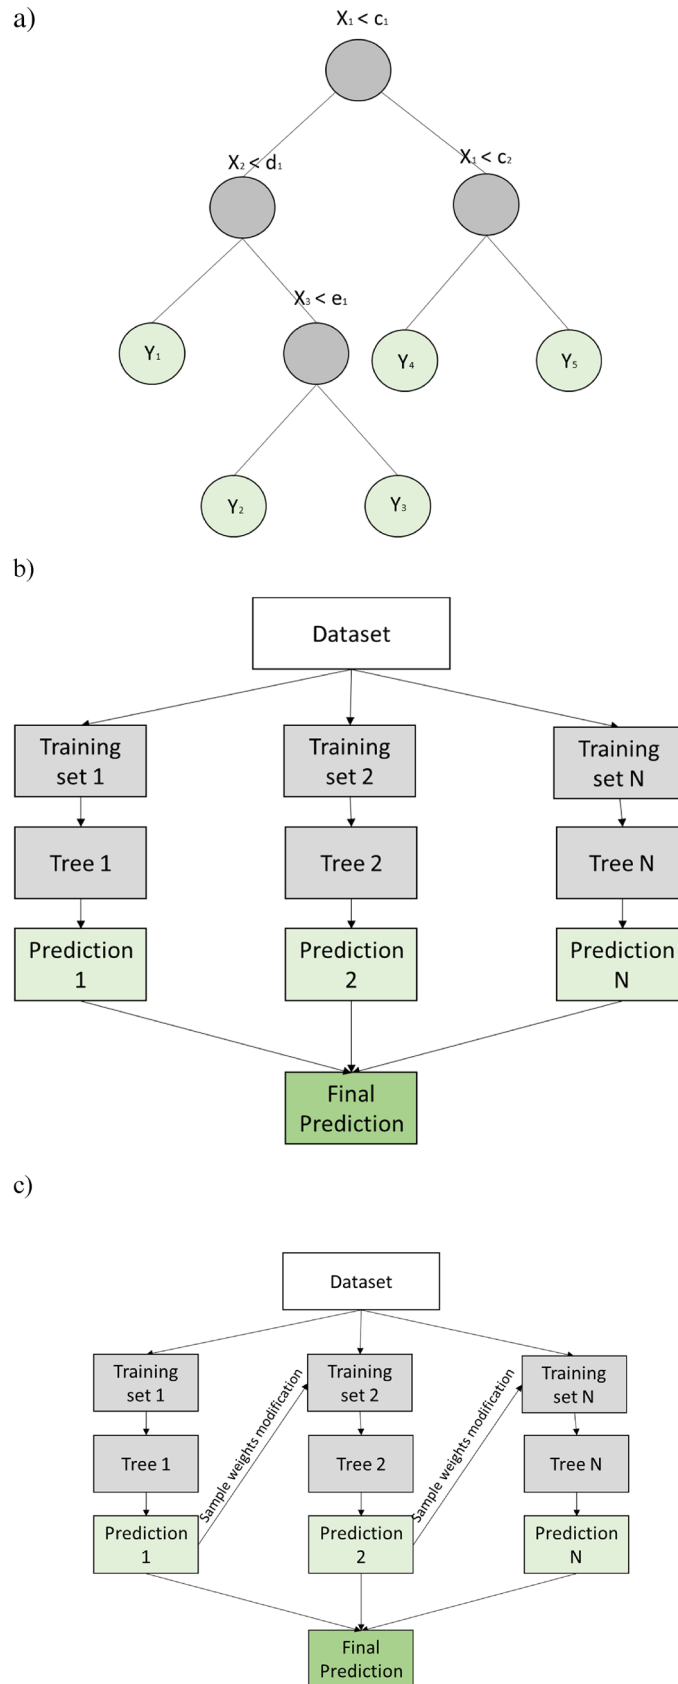 a)
X₁ < c₁
X₂ < d₁
X₁ < c₂
X₃ < e₁
Y₁
Y₄
Y₅
Y₂
Y₃
b)
Dataset
Training
set 1
Training
set 2
Training
set N
Tree 1
Tree 2
Tree N
Prediction
1
Prediction
2
Prediction
N
Final
Prediction
c)
Dataset
Training
set 1
Training
set 2
Training
set N
Sample weights modification
Sample weights modification
Tree 1
Tree 2
Tree N
Prediction
1
Prediction
2
Prediction
N
Final
Prediction